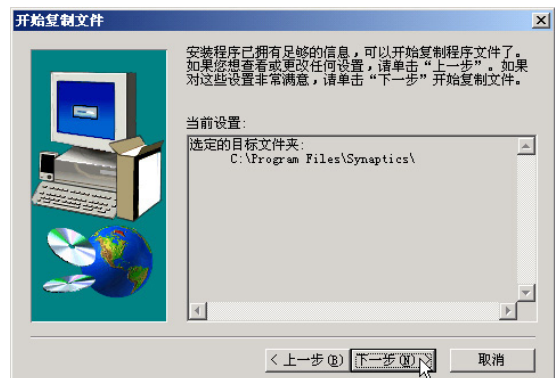 开始复制文件
安装程序已拥有足够的信息，可以开始复制程序文件了。
如果您想查看或更改任何设置，请单击“上一步”。如果
对这些设置非常满意，请单击“下一步”开始复制文件。
当前设置：
选定的目标文件夹：
C:\Program Files\Synaptics\
< 上一步(B) 下一步(N) > 取消